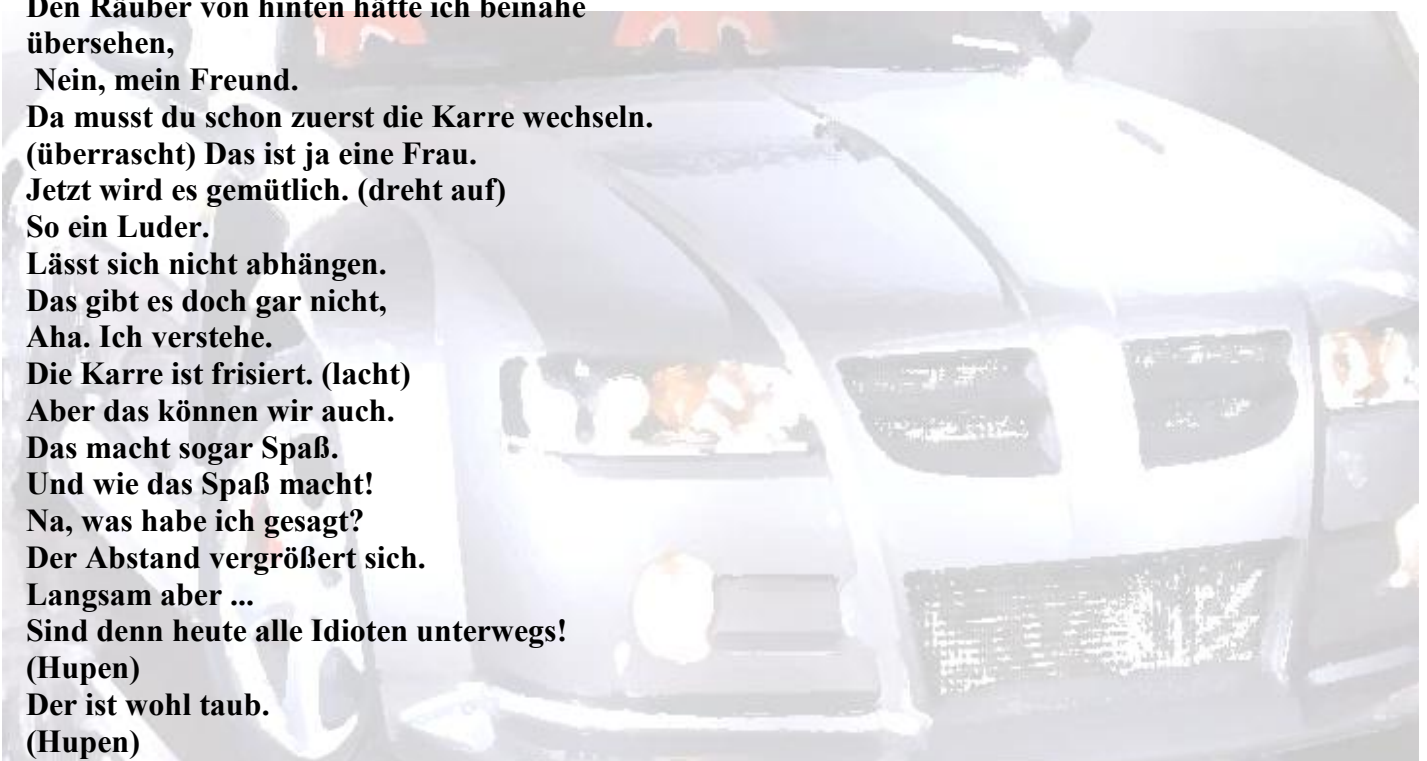 Den Räuber von hinten hätte ich beinahe
übersehen,
Nein, mein Freund.
Da musst du schon zuerst die Karre wechseln.
(überrascht) Das ist ja eine Frau.
Jetzt wird es gemütlich. (dreht auf)
So ein Luder.
Lässt sich nicht abhängen.
Das gibt es doch gar nicht,
Aha. Ich verstehe.
Die Karre ist frisiert. (lacht)
Aber das können wir auch.
Das macht sogar Spaß.
Und wie das Spaß macht!
Na, was habe ich gesagt?
Der Abstand vergrößert sich.
Langsam aber ...
Sind denn heute alle Idioten unterwegs!
(Hupen)
Der ist wohl taub.
(Hupen)